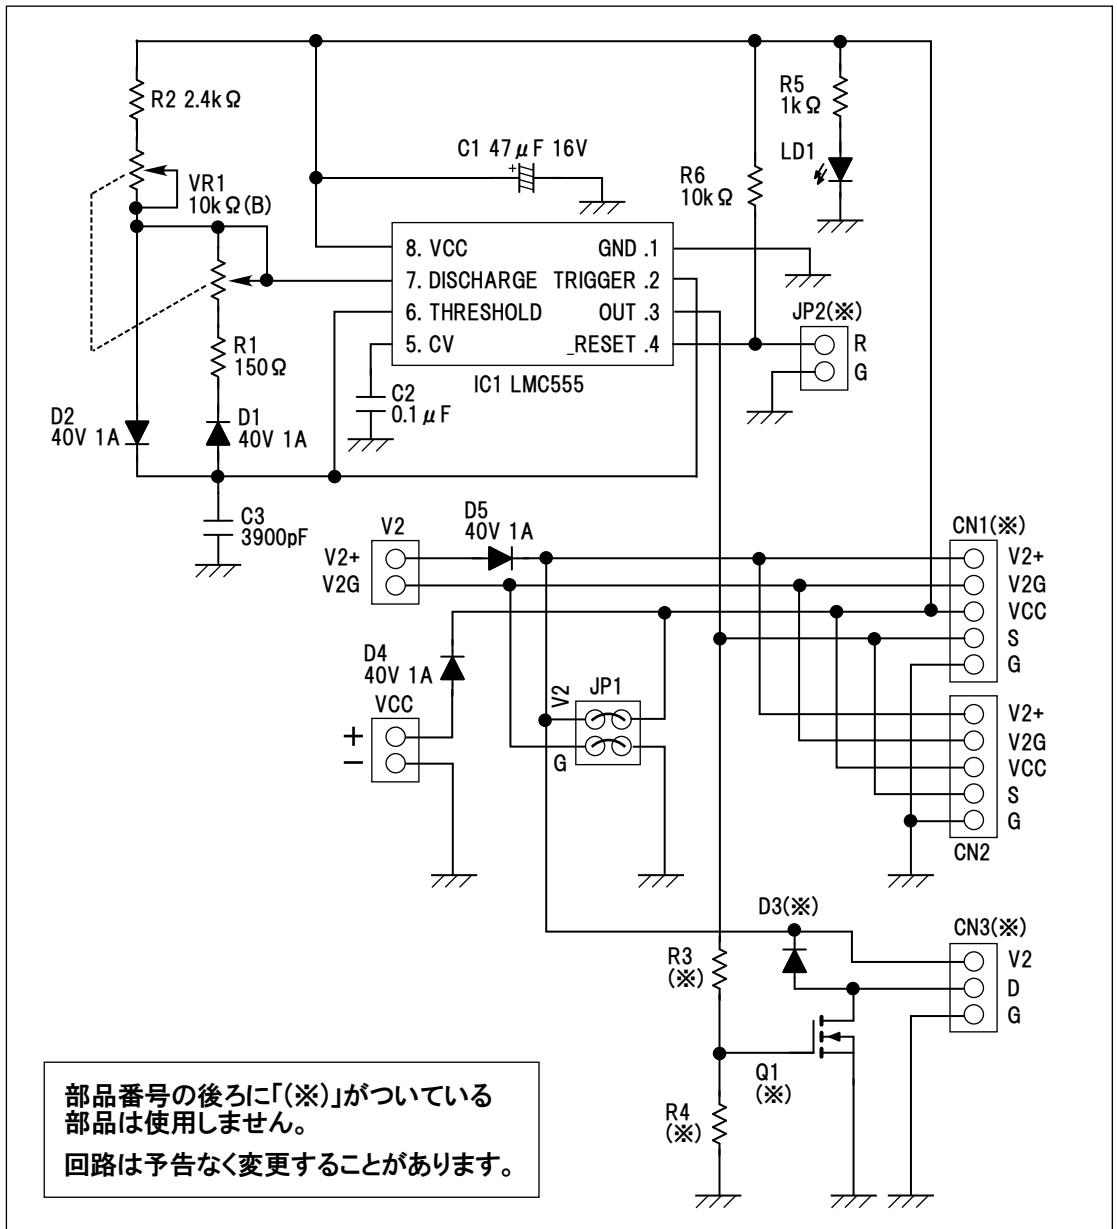 R2 2.4kΩ
VR1
10kΩ(B)
C1 47μF 16V
+
R6
10kΩ
R5
1kΩ
LD1
8. VCC
GND .1
7. DISCHARGE
TRIGGER .2
6. THRESHOLD
OUT .3
5. CV
_RESET .4
IC1 LMC555
JP2(※)
R
G
R1
150Ω
C2
0.1μF
D2
40V 1A
D1
40V 1A
C3
3900pF
V2
V2+
V2G
D5
40V 1A
CN1(※)
V2+
V2G
VCC
S
G
D4
40V 1A
VCC
+
−
JP1
V2
G
V2+
V2G
VCC
S
G
CN2
D3(※)
CN3(※)
V2
D
G
R3
(※)
Q1
(※)
R4
(※)
部品番号の後ろに「(※)」がついている
部品は使用しません。
回路は予告なく変更することがあります。